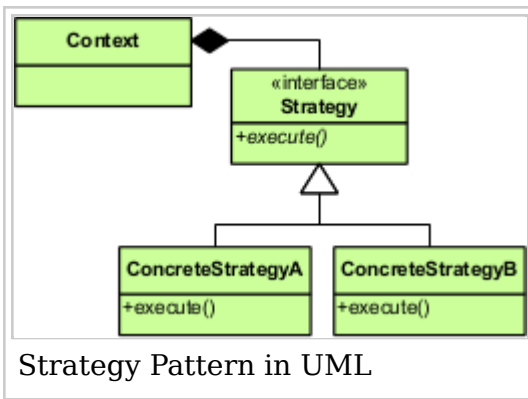 Context
«interface»
Strategy
+execute()
ConcreteStrategyA
+execute()
ConcreteStrategyB
+execute()
Strategy Pattern in UML